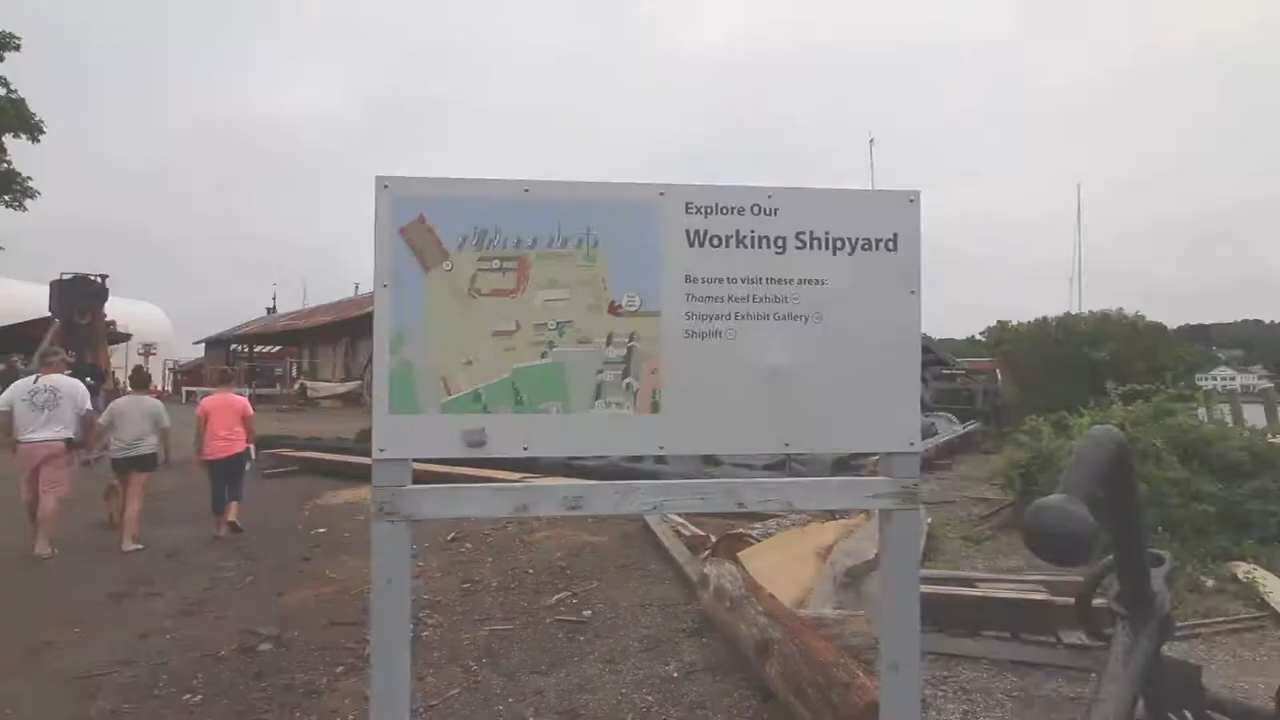 Explore Our
Working Shipyard
Be sure to visit these areas:
Thames Keel Exhibit
Shipyard Exhibit Gallery
Shiplift